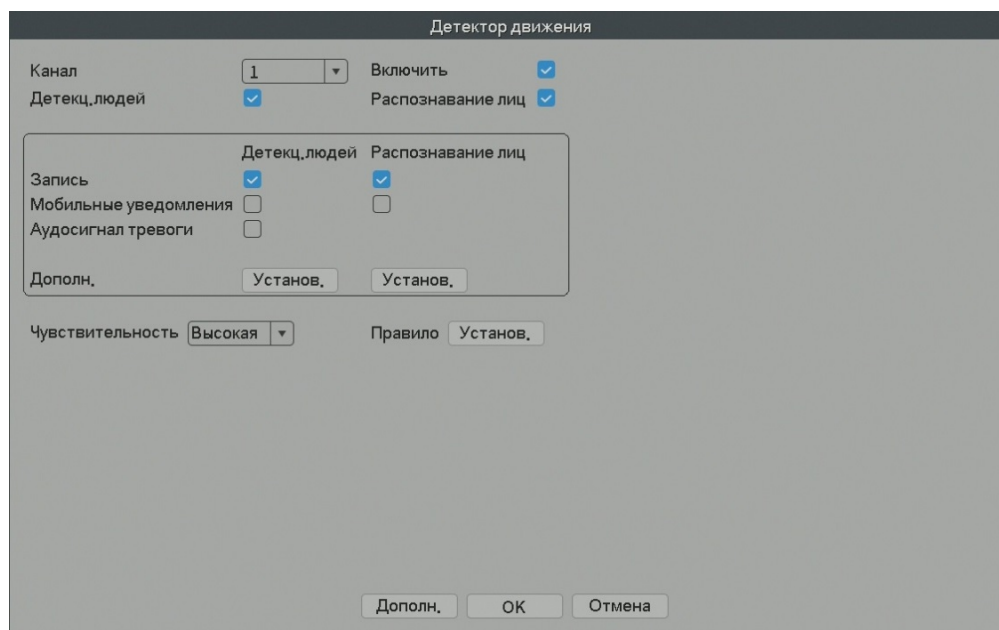 Детектор движения
Канал 1 Включить
Детекц.людей Распознавание лиц
Детекц.людей Распознавание лиц
Запись
Мобильные уведомления
Аудосигнал тревоги
Дополн. Установ. Установ.
Чувствительность Высокая Правило Установ.
Дополн. OK Отмена